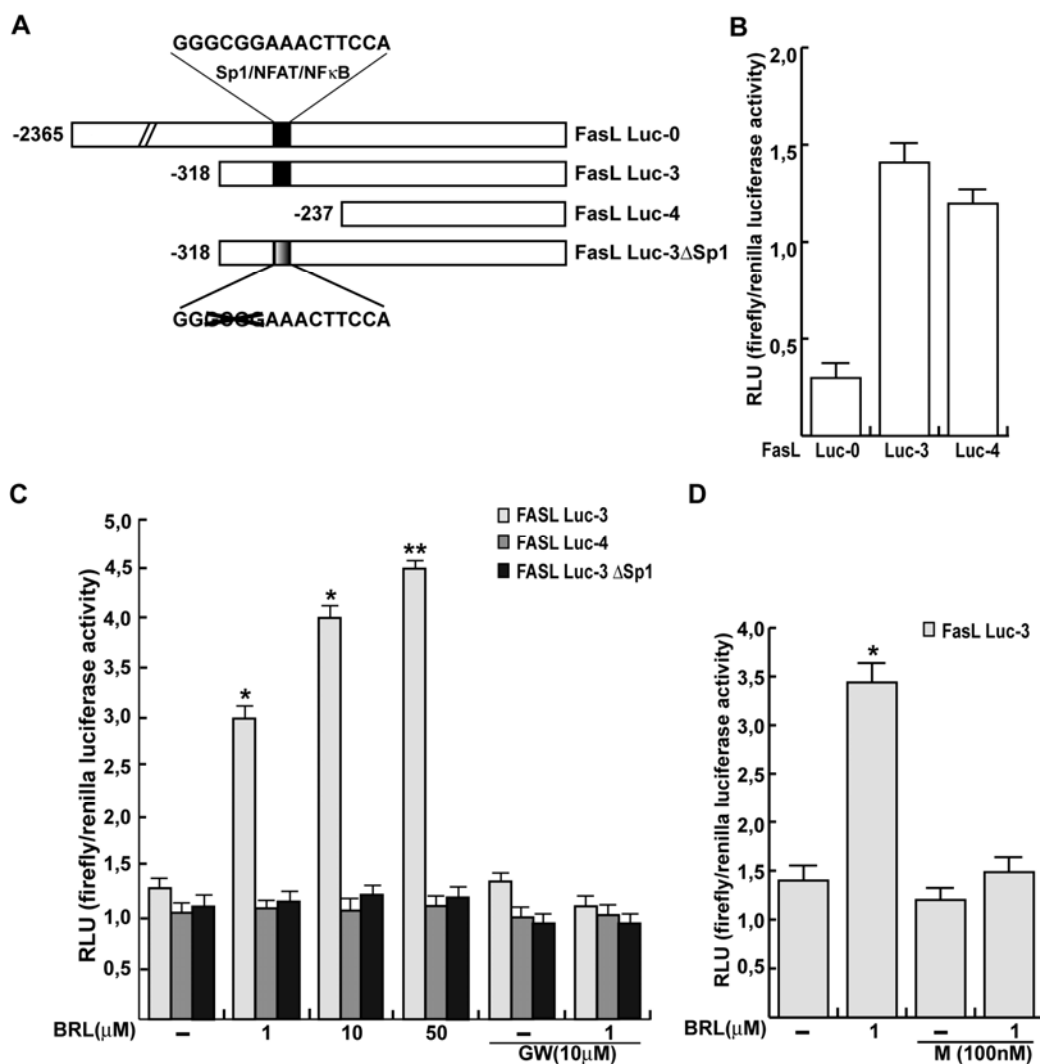 A
GGGCGGAAACTTCCA
Sp1/NFAT/NFκB
-2365
FasL Luc-0
-318
FasL Luc-3
-237
FasL Luc-4
-318
FasL Luc-3ΔSp1
GGGCGGAAACTTCCA
B
RLU (firefly/renilla luciferase activity)
2,0
1,5
1,0
0,5
FasL Luc-0 Luc-3 Luc-4
C
RLU (firefly/renilla luciferase activity)
5,0
4,5
4,0
3,5
3,0
2,5
2,0
1,5
1,0
0,5
* * **
FASL Luc-3
FASL Luc-4
FASL Luc-3 ΔSp1
BRL(μM) – 1 10 50 – 1
GW(10μM)
D
RLU (firefly/renilla luciferase activity)
4,0
3,5
3,0
2,5
2,0
1,5
1,0
0,5
*
FasL Luc-3
BRL(μM) – 1 – 1
M (100nM)